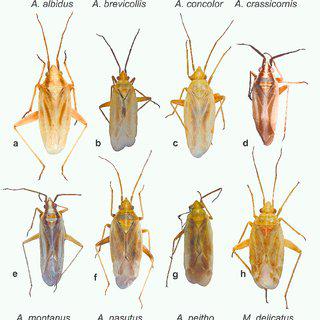 A. albidus A. brevicollis A. concolor A. crassicornis
a b c d
e f g h
A. montanus A. nasutus A. peitho M. delicatus